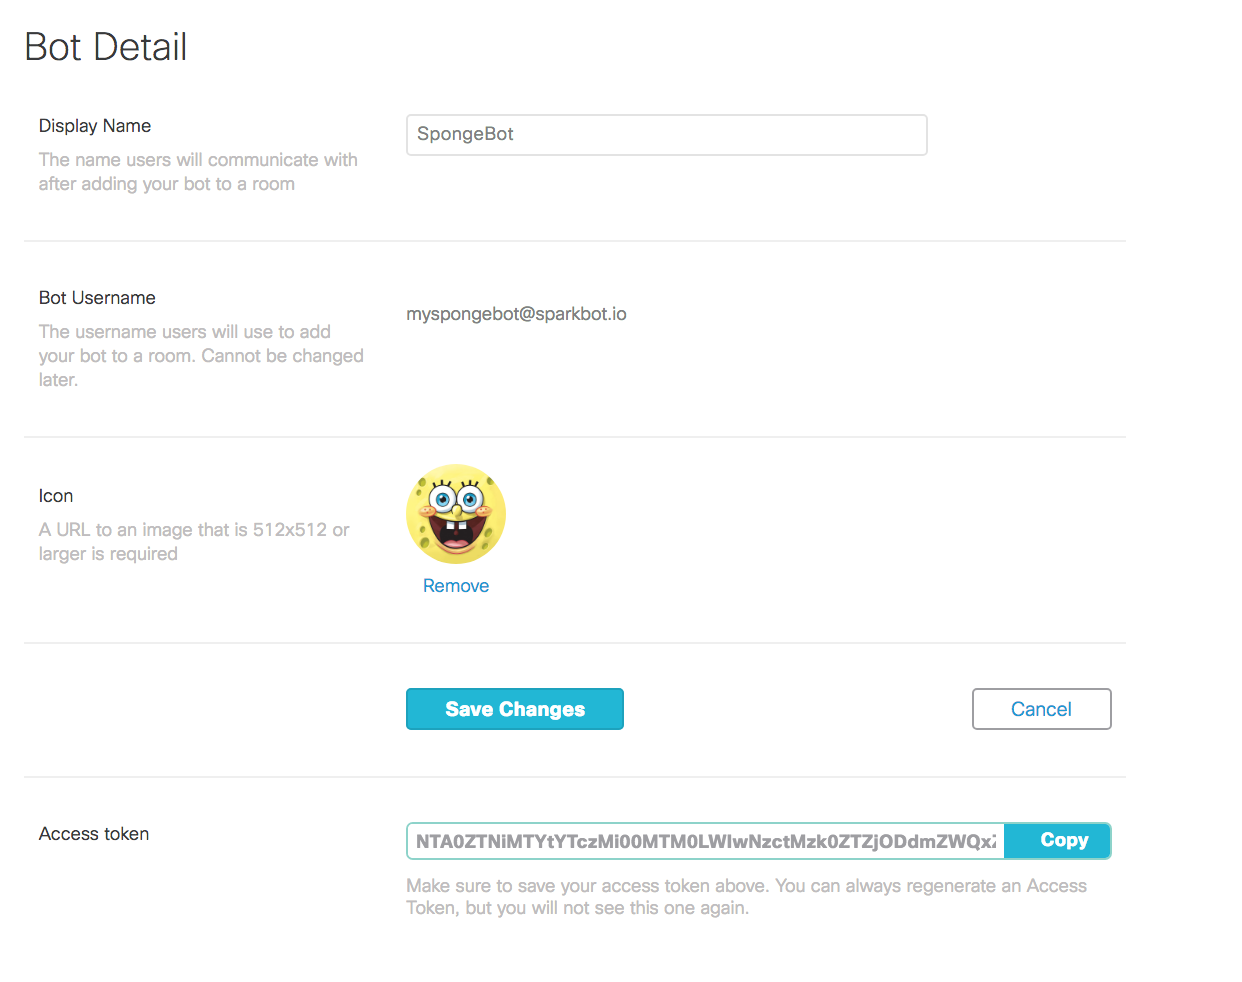 Bot Detail
Display Name
SpongeBot
The name users will communicate with
after adding your bot to a room
Bot Username
myspongebot@sparkbot.io
The username users will use to add
your bot to a room. Cannot be changed
later.
Icon
A URL to an image that is 512x512 or
larger is required
Remove
Save Changes
Cancel
Access token
NTA0ZTNiMTYtYTczMi00MTM0LWIwNzctMzk0ZTZjODdmZWQxZ
Copy
Make sure to save your access token above. You can always regenerate an Access
Token, but you will not see this one again.